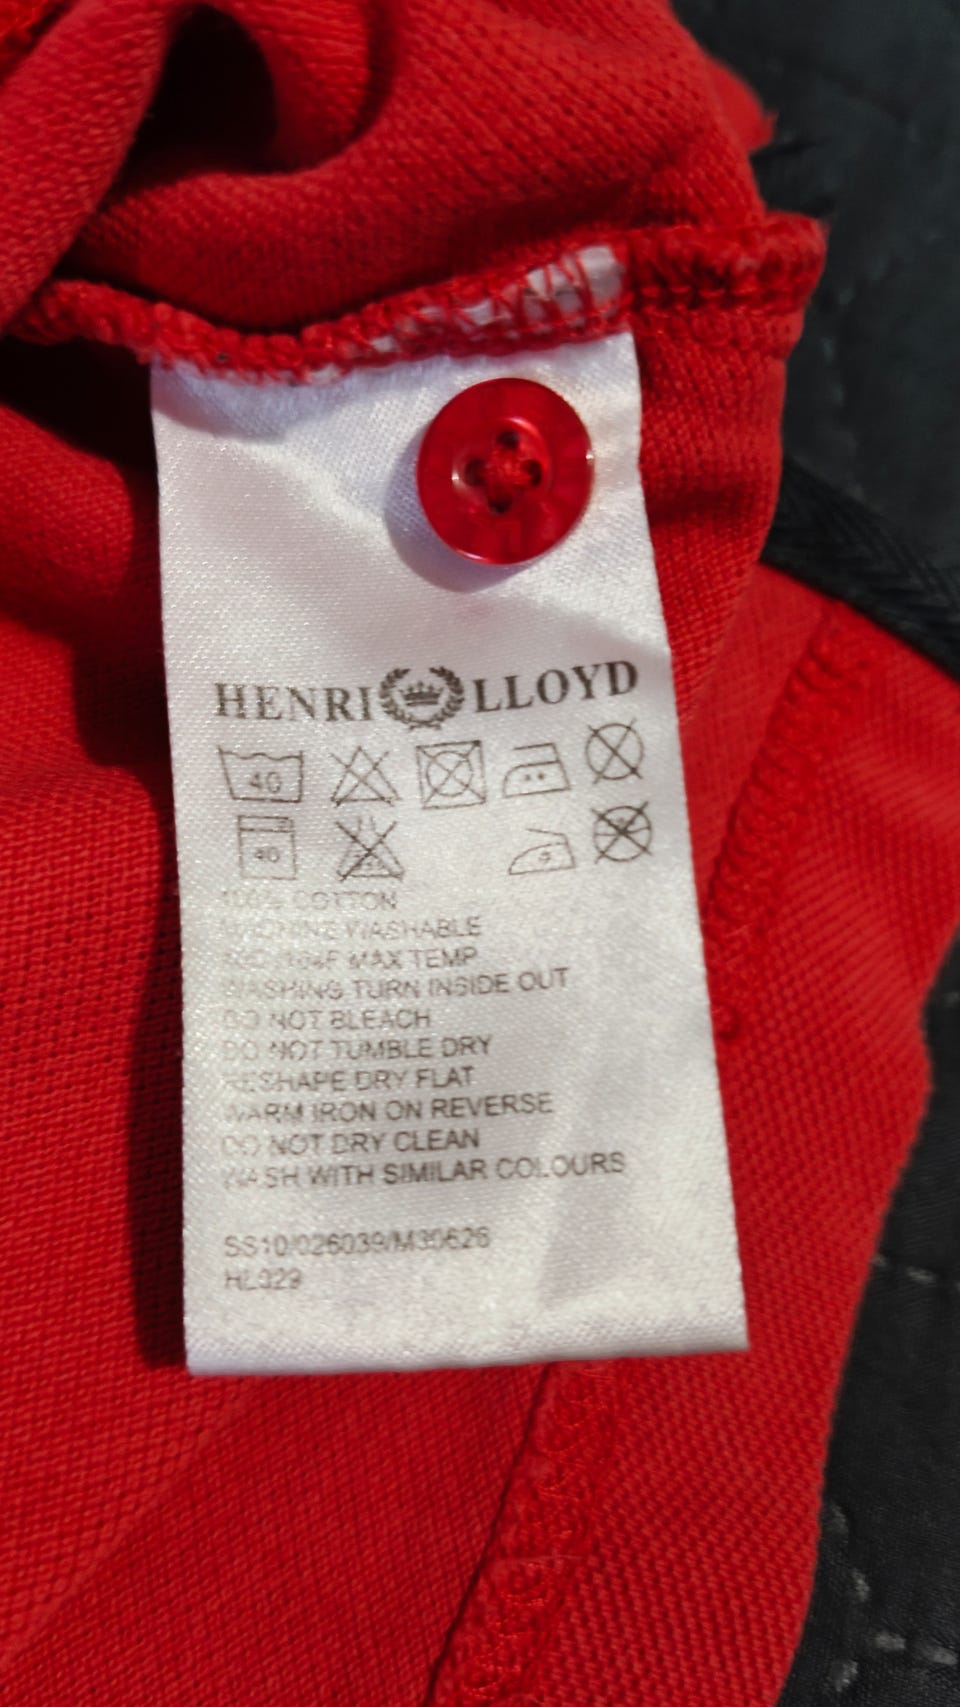 HENRI LLOYD
40
40
100% COTTON
MACHINE WASHABLE
MAX TEMP
WASHING TURN INSIDE OUT
DO NOT BLEACH
DO NOT TUMBLE DRY
RESHAPE DRY FLAT
WARM IRON ON REVERSE
DO NOT DRY CLEAN
WASH WITH SIMILAR COLOURS
SS10/026039/M30626
HL029